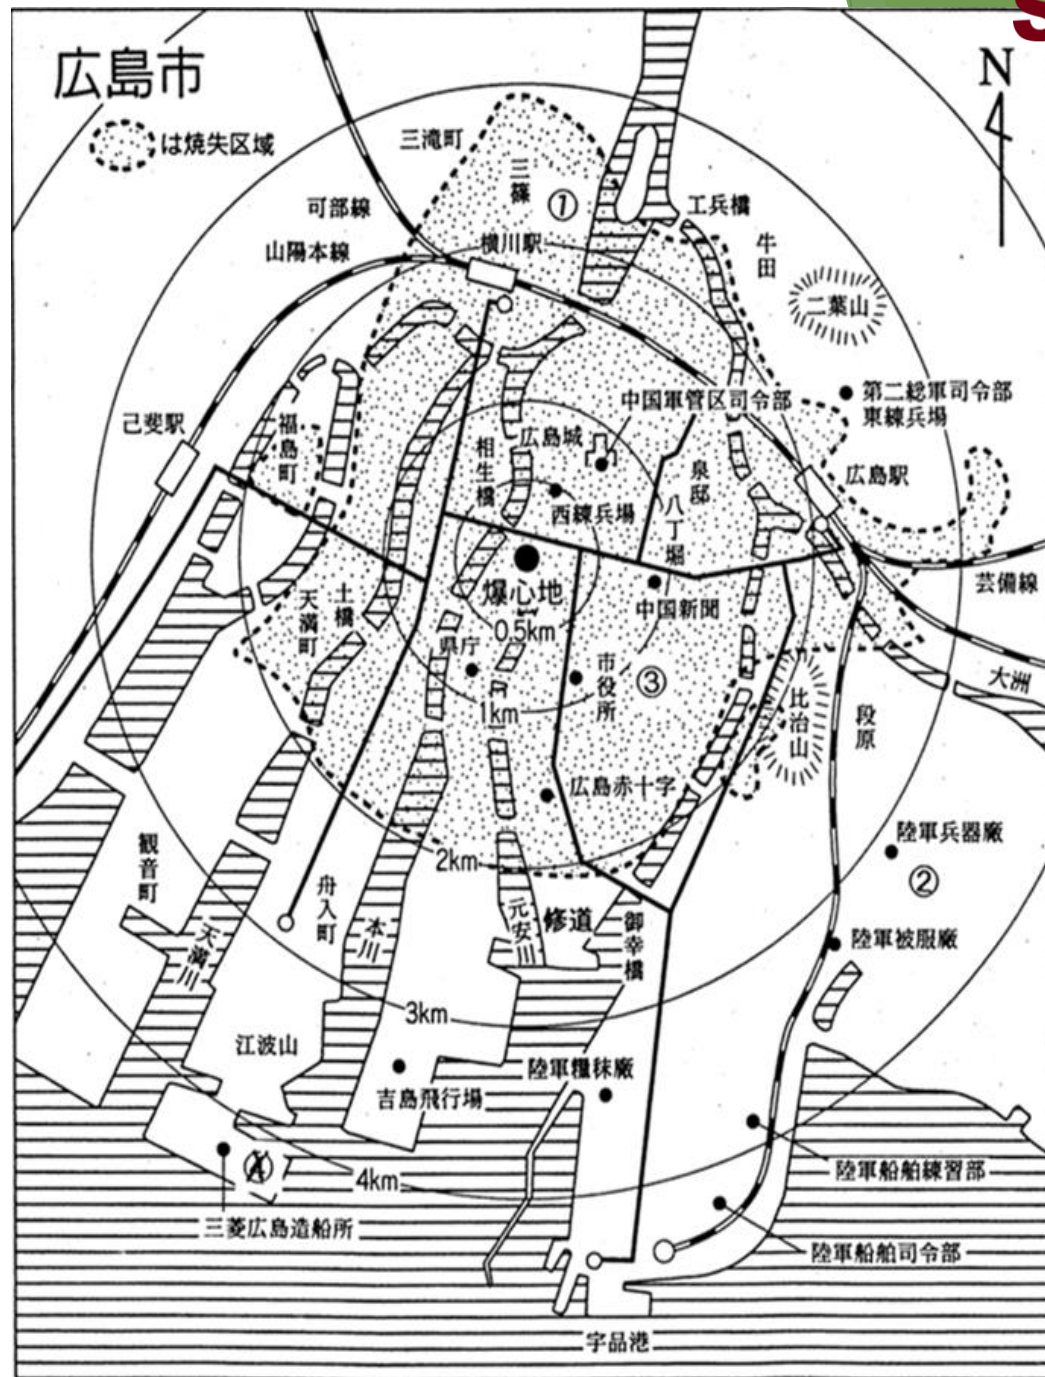 S
広島市
N
は焼失区域
三滝町
三篠
①
工兵橋
牛田
可部線
横川駅
山陽本線
二葉山
中国軍管区司令部
第二総軍司令部
東練兵場
己斐駅
福島町
相生橋
広島城
泉邸
広島駅
西練兵場
八丁堀
爆心地
中国新聞
芸備線
天満町
土橋
0.5km
県庁
市役所
③
大洲
1km
比治山
段原
広島赤十字
2km
陸軍兵器廠
②
観音町
舟入町
本川
元安川
修道
御幸橋
天満川
陸軍被服廠
3km
江波山
吉島飛行場
陸軍糧秣廠
4km
陸軍船舶練習部
三菱広島造船所
陸軍船舶司令部
宇品港